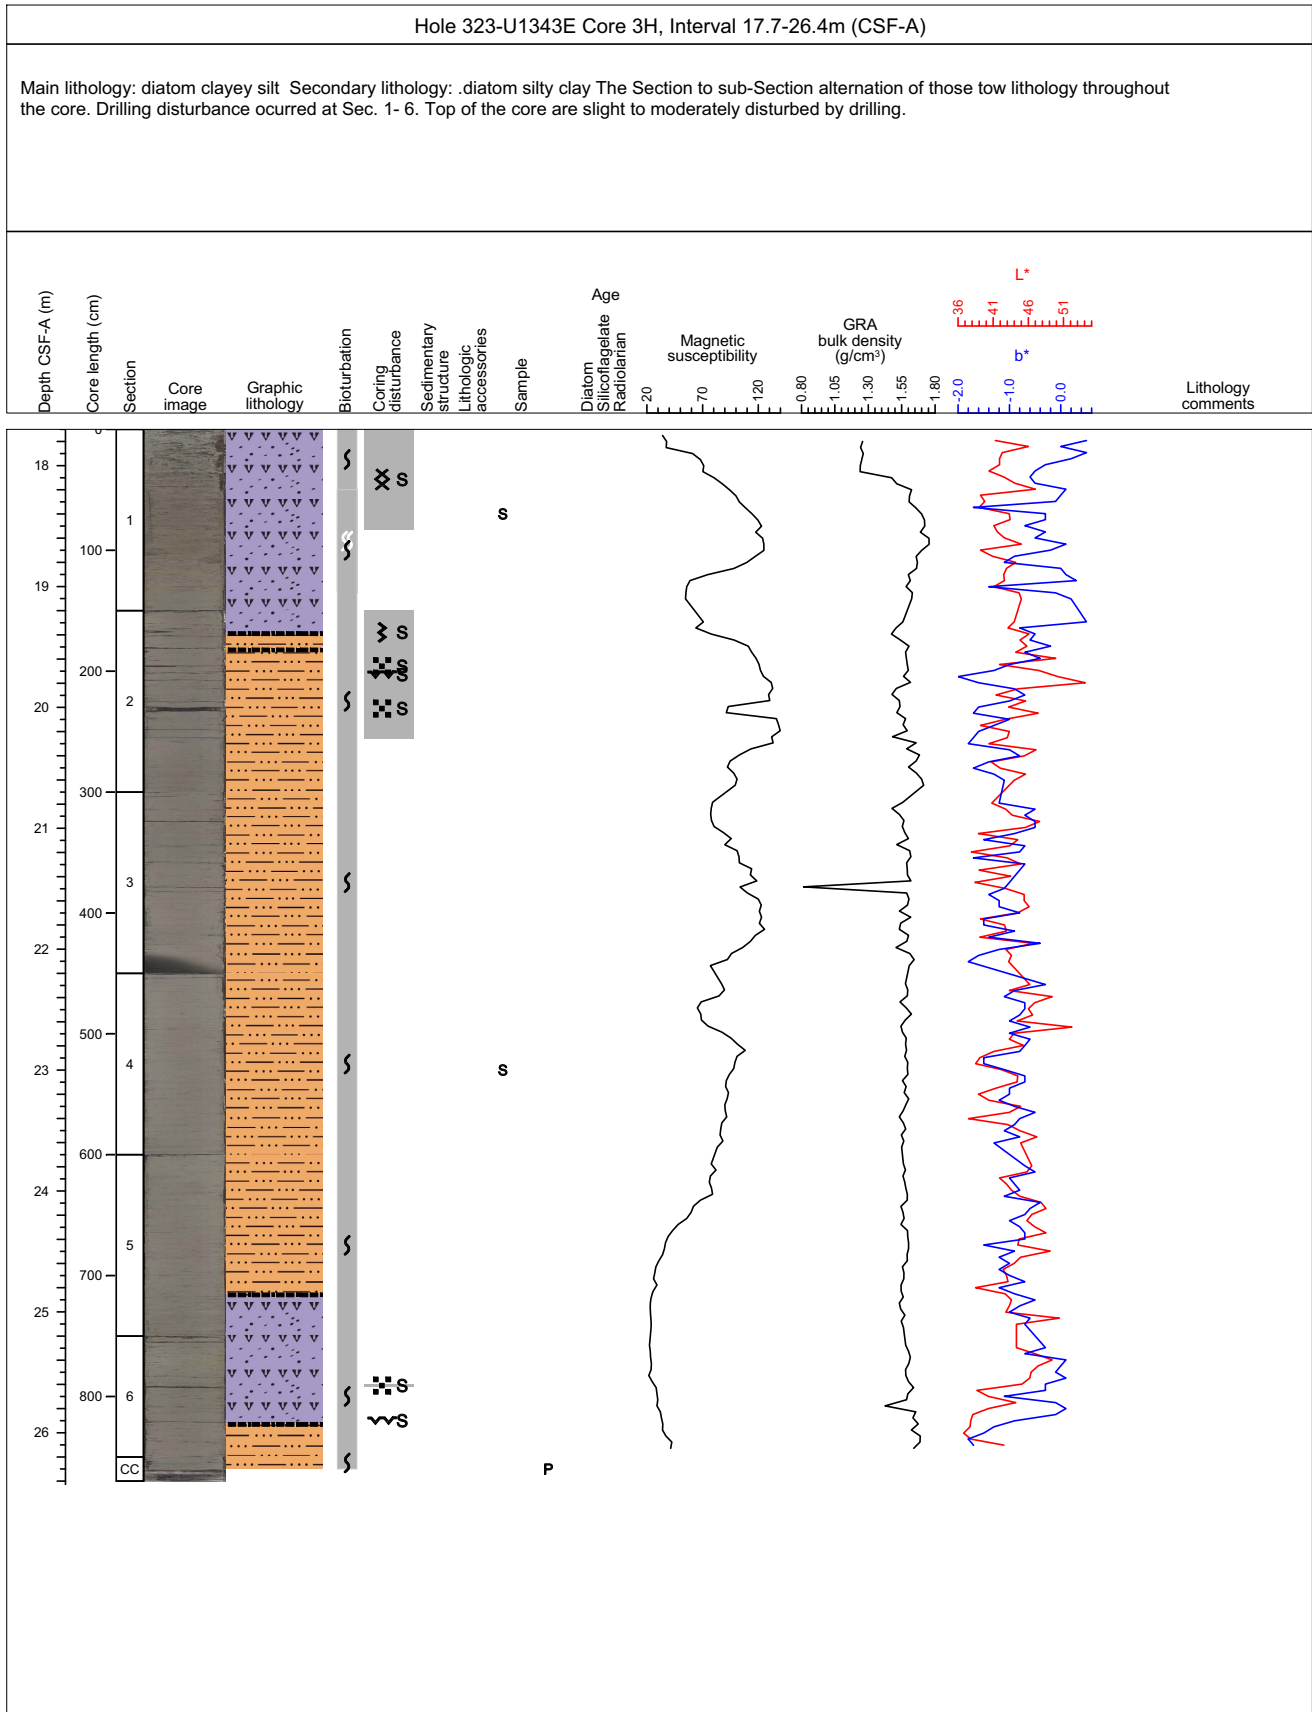 Hole 323-U1343E Core 3H, Interval 17.7-26.4m (CSF-A)
Main lithology: diatom clayey silt Secondary lithology: .diatom silty clay The Section to sub-Section alternation of those tow lithology throughout
the core. Drilling disturbance ocurred at Sec. 1- 6. Top of the core are slight to moderately disturbed by drilling.
Depth CSF-A (m)
Core length (cm)
Section
Core
image
Graphic
lithology
Bioturbation
Coring
disturbance
Sedimentary
structure
Lithologic
accessories
Sample
Age
Diatom
Silicoflagelate
Radiolarian
Magnetic
susceptibility
20 70 120
GRA
bulk density
(g/cm³)
0.80 1.05 1.30 1.55 1.80
L*
36 41 46 51
b*
-2.0 -1.0 0.0
Lithology
comments
0
18
S
S
1
100
19
S
200
S
S
2
20
S
300
21
3
400
22
500
4
23
S
600
24
5
700
25
6
800
S
S
26
CC
P